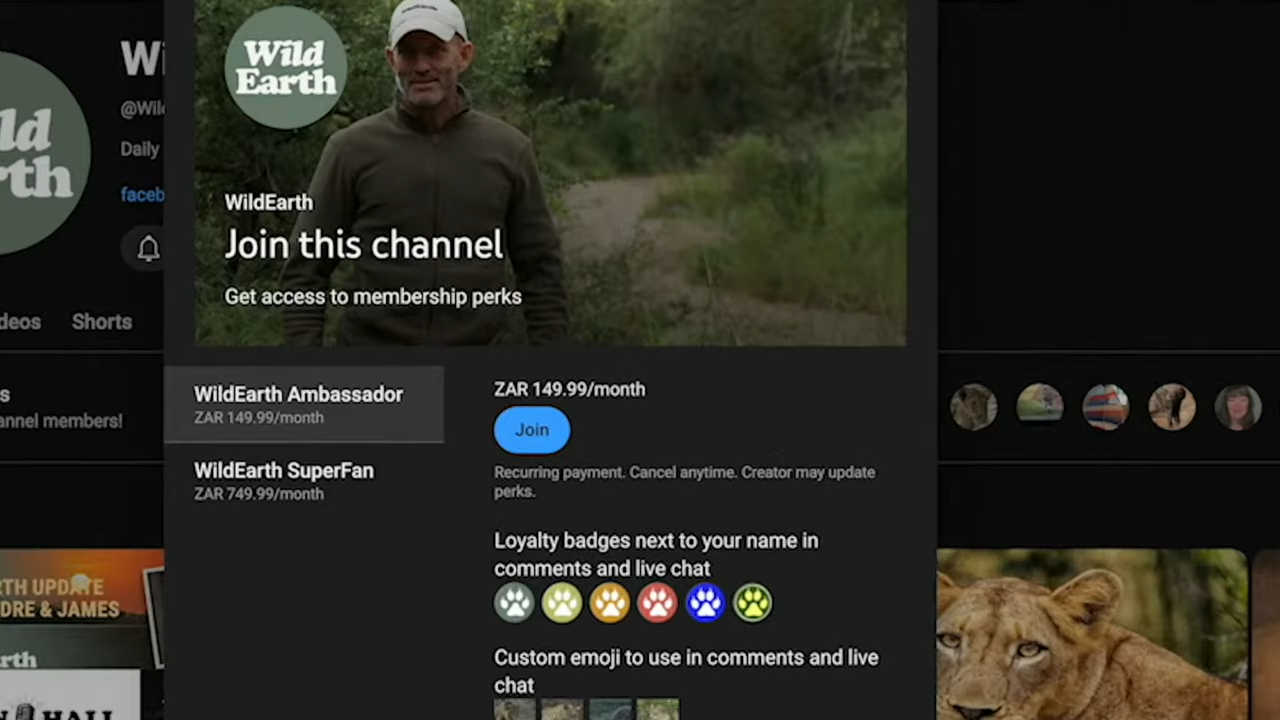 Wild
Earth
WildEarth
Join this channel
Get access to membership perks
Wi
@Wil
Daily
faceb
ld
rth
deos
Shorts
s
annel members!
WildEarth Ambassador
ZAR 149.99/month
WildEarth SuperFan
ZAR 749.99/month
ZAR 149.99/month
Join
Recurring payment. Cancel anytime. Creator may update
perks.
Loyalty badges next to your name in
comments and live chat
Custom emoji to use in comments and live
chat
RTH UPDATE
DRE & JAMES
rth
N HALL